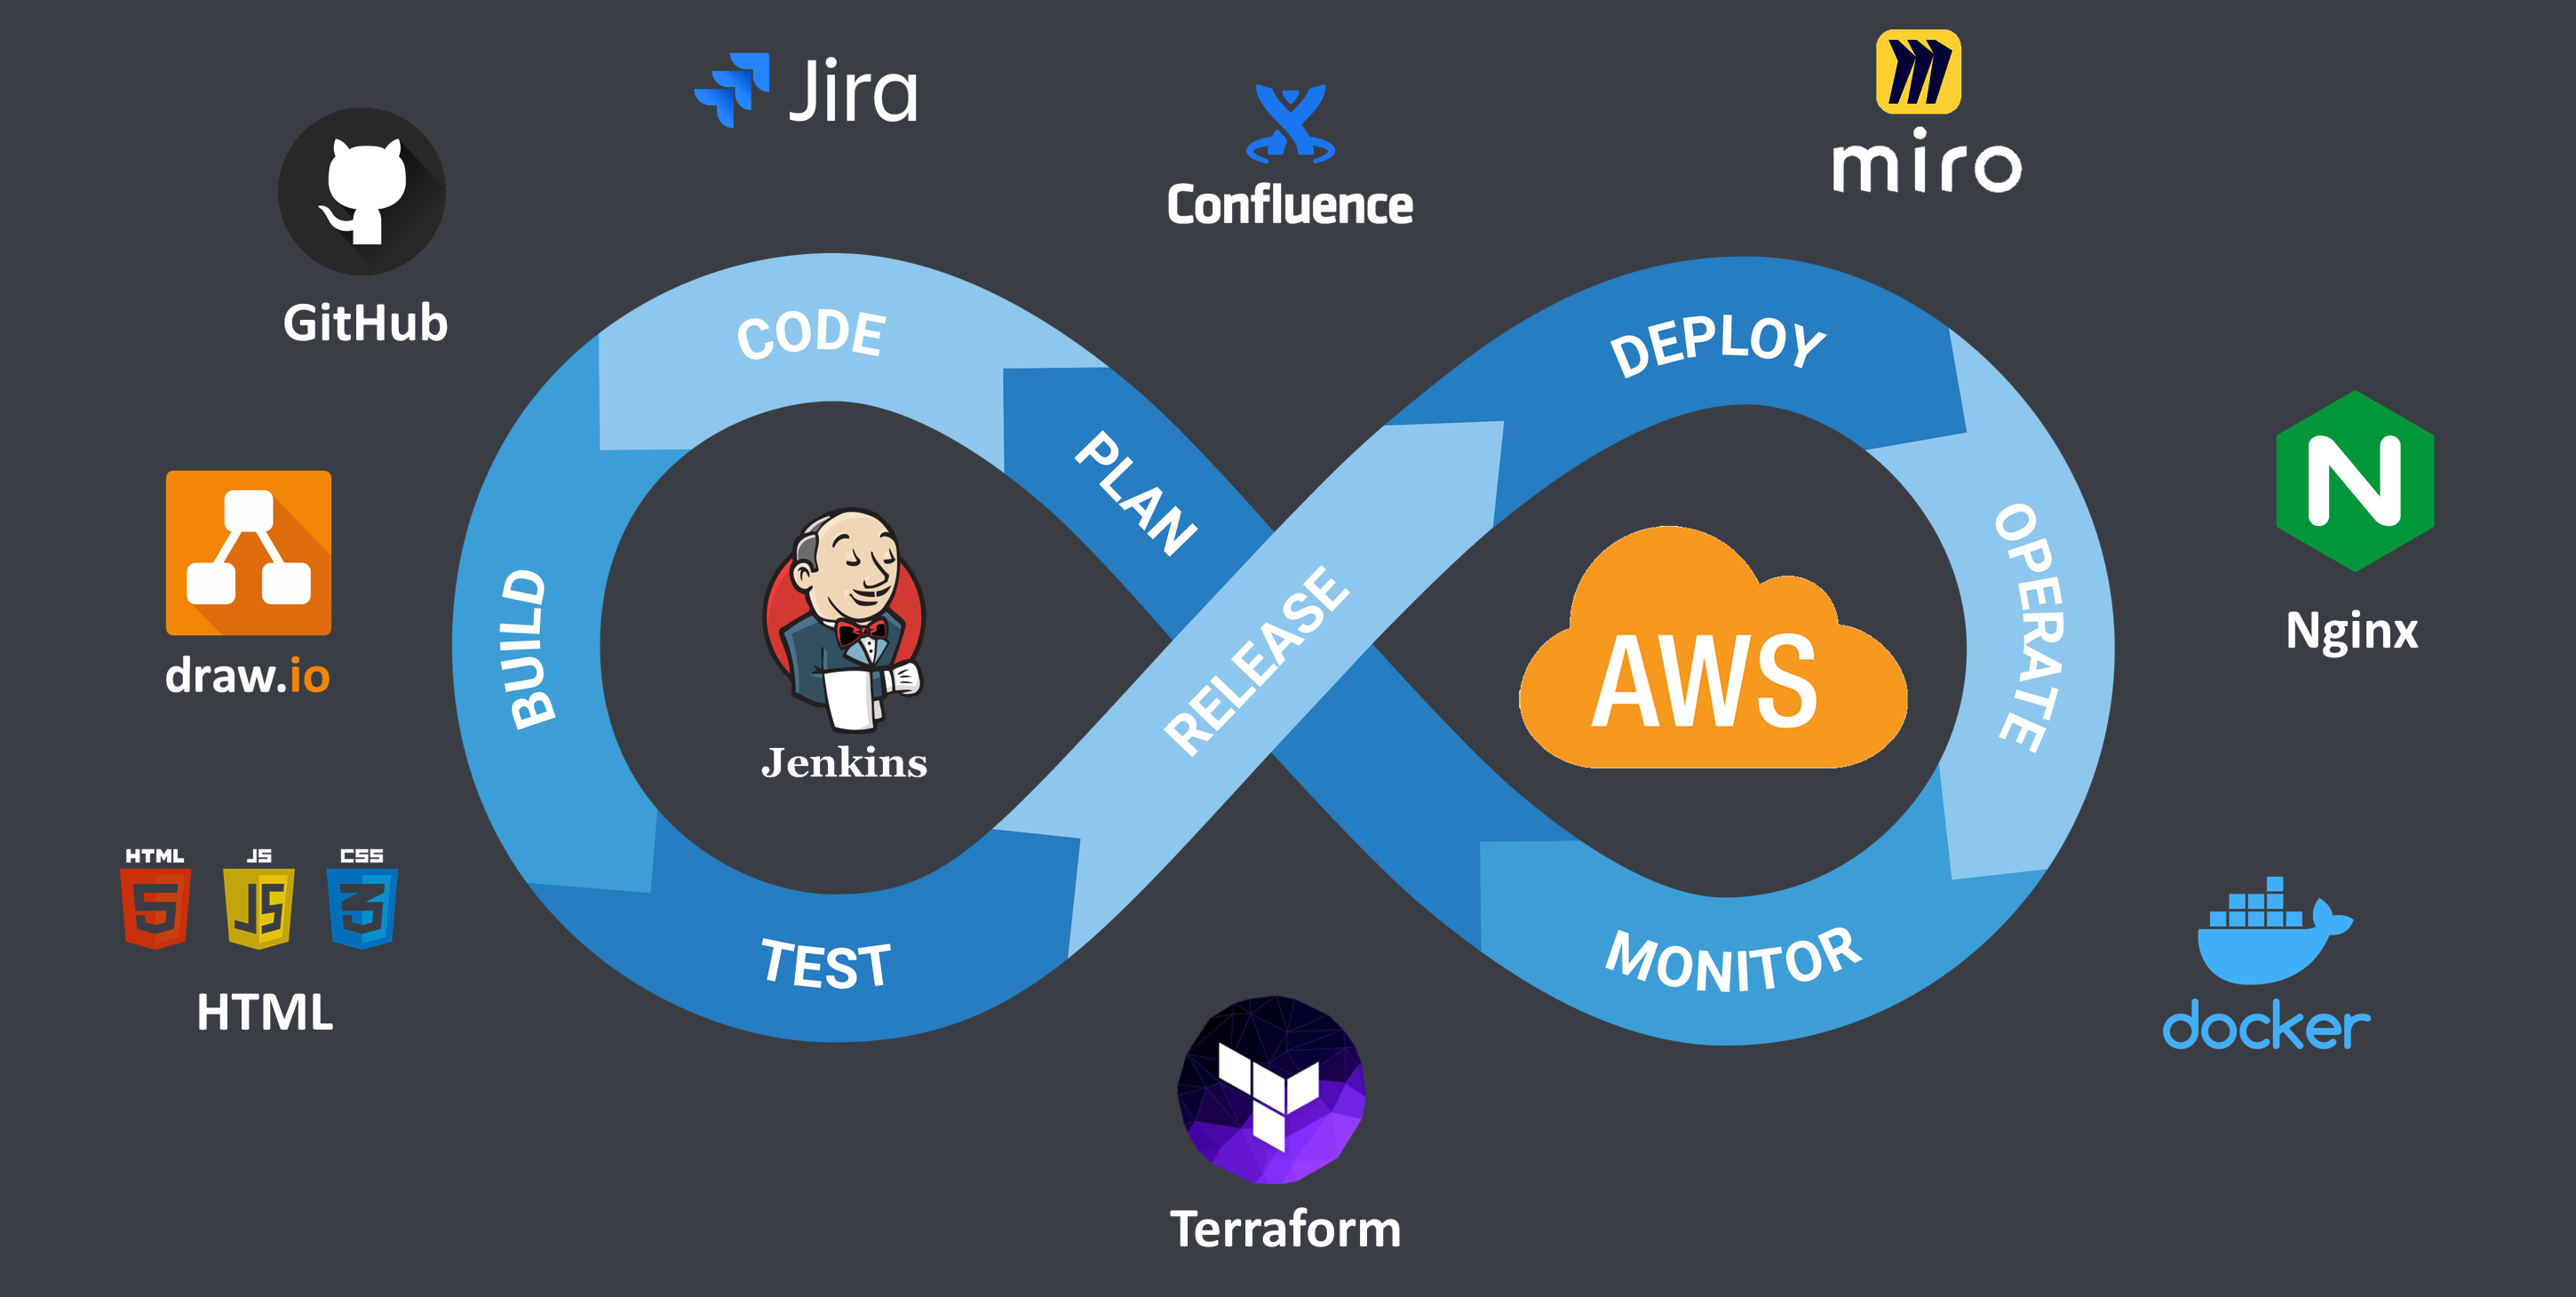 Jira
Confluence
miro
GitHub
CODE
DEPLOY
PLAN
OPERATE
N
Nginx
draw.io
BUILD
RELEASE
AWS
Jenkins
HTML
JS
CSS
5
JS
3
HTML
TEST
MONITOR
docker
Terraform